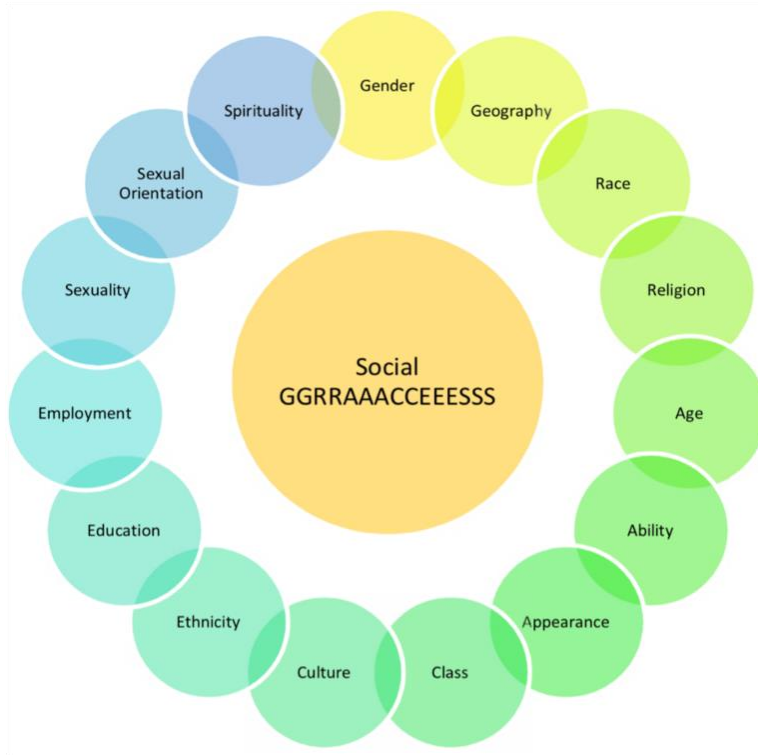 Gender
Geography
Race
Religion
Age
Ability
Appearance
Class
Culture
Ethnicity
Education
Employment
Sexuality
Sexual
Orientation
Spirituality
Social
GGRRAAACCEEESSS